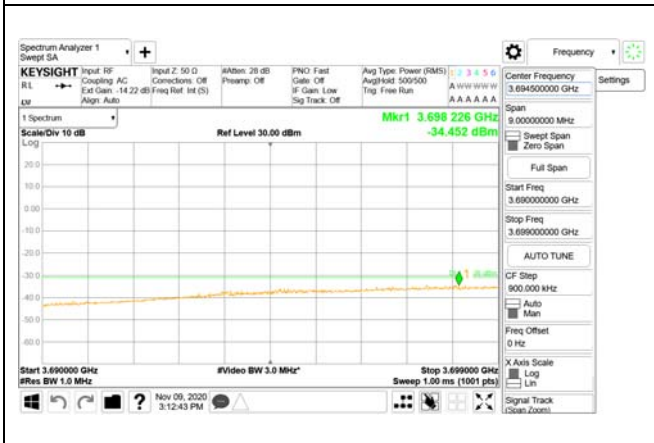 Spectrum Analyzer 1
Swept SA
+
Frequency
KEYSIGHT
RL
Input: RF
Coupling: AC
Ext Gain: -14.22 dB
Align: Auto
Input Z: 50 Ω
Corrections: Off
Freq Ref: Int (S)
#Atten: 28 dB
Preamp: Off
PNO: Fast
Gate: Off
IF Gain: Low
Sig Track: Off
Avg Type: Power (RMS)
Avg|Hold: 500/500
Trig: Free Run
1 2 3 4 5 6
A W W W W W
A A A A A A
1 Spectrum
Scale/Div 10 dB
Ref Level 30.00 dBm
Mkr1 3.698 226 GHz
-34.452 dBm
Log
20.0
10.0
0.00
-10.0
-20.0
-30.0
-40.0
-50.0
-60.0
1
Start 3.690000 GHz
#Video BW 3.0 MHz*
Stop 3.699000 GHz
#Res BW 1.0 MHz
Sweep 1.00 ms (1001 pts)
?
Nov 09, 2020
3:12:43 PM
Center Frequency
3.694500000 GHz
Settings
Span
9.00000000 MHz
Swept Span
Zero Span
Full Span
Start Freq
3.690000000 GHz
Stop Freq
3.699000000 GHz
AUTO TUNE
CF Step
900.000 kHz
Auto
Man
Freq Offset
0 Hz
X Axis Scale
Log
Lin
Signal Track
(Span Zoom)